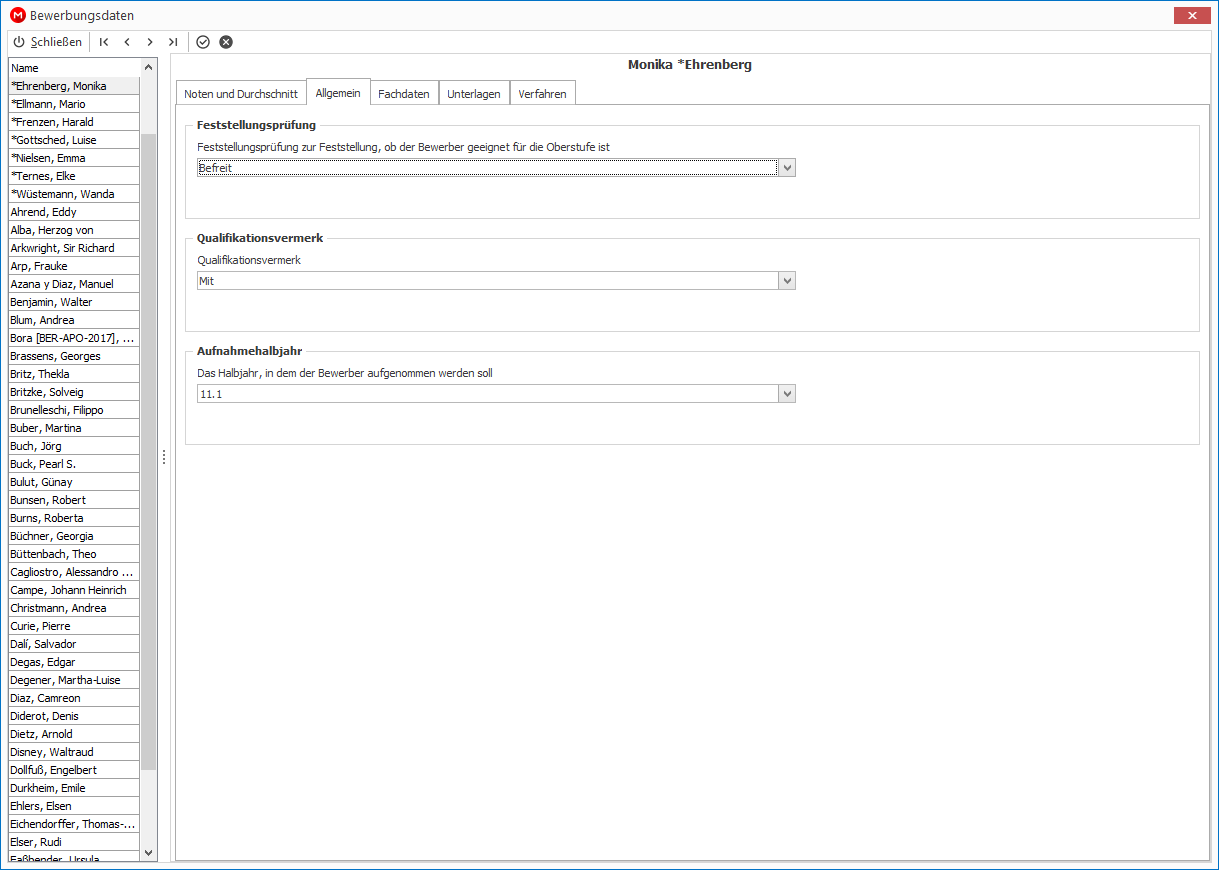 Bewerbungsdaten
Schließen
Name
*Ehrenberg, Monika
*Ellmann, Mario
*Frenzen, Harald
*Gottsched, Luise
*Nielsen, Emma
*Ternes, Elke
*Wüstemann, Wanda
Ahrend, Eddy
Alba, Herzog von
Arkwright, Sir Richard
Arp, Frauke
Azana y Diaz, Manuel
Benjamin, Walter
Blum, Andrea
Bora [BER-APO-2017], ...
Brassens, Georges
Britz, Thekla
Britzke, Solveig
Brunelleschi, Filippo
Buber, Martina
Buch, Jörg
Buck, Pearl S.
Bulut, Günay
Bunsen, Robert
Burns, Roberta
Büchner, Georgia
Büttenbach, Theo
Cagliostro, Alessandro ...
Campe, Johann Heinrich
Christmann, Andrea
Curie, Pierre
Dalí, Salvador
Degas, Edgar
Degener, Martha-Luise
Diaz, Camreon
Diderot, Denis
Dietz, Arnold
Disney, Waltraud
Dollfuß, Engelbert
Durkheim, Emile
Ehlers, Elsen
Eichendorffer, Thomas-...
Elser, Rudi
Faßbender, Ursula
Monika *Ehrenberg
Noten und Durchschnitt Allgemein Fachdaten Unterlagen Verfahren
Feststellungsprüfung
Feststellungsprüfung zur Feststellung, ob der Bewerber geeignet für die Oberstufe ist
Befreit
Qualifikationsvermerk
Qualifikationsvermerk
Mit
Aufnahmehalbjahr
Das Halbjahr, in dem der Bewerber aufgenommen werden soll
11.1